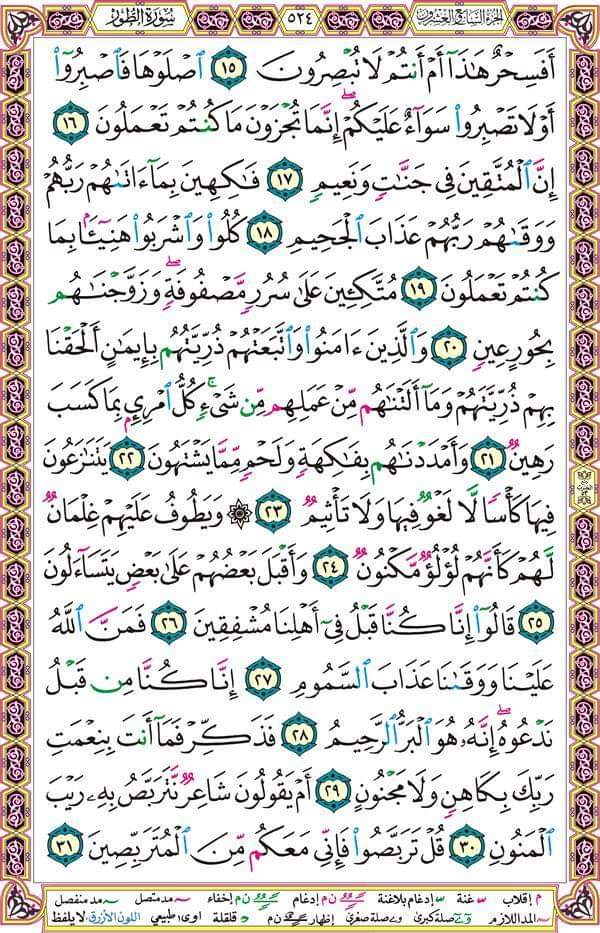 الجزء السابع والعشرون ٥٢٤ سورة الطور
أَفَسِحْرٌ هَٰذَآ أَمْ أَنتُمْ لَا تُبْصِرُونَ ١٥ ٱصْلَوْهَا فَٱصْبِرُوٓا۟
أَوْ لَا تَصْبِرُوا۟ سَوَآءٌ عَلَيْكُمْ ۖ إِنَّمَا تُجْزَوْنَ مَا كُنتُمْ تَعْمَلُونَ ١٦
إِنَّ ٱلْمُتَّقِينَ فِى جَنَّٰتٍ وَنَعِيمٍ ١٧ فَٰكِهِينَ بِمَآ ءَاتَىٰهُمْ رَبُّهُمْ
وَوَقَىٰهُمْ رَبُّهُمْ عَذَابَ ٱلْجَحِيمِ ١٨ كُلُوا۟ وَٱشْرَبُوا۟ هَنِيٓـًٔۢا بِمَا
كُنتُمْ تَعْمَلُونَ ١٩ مُتَّكِـِٔينَ عَلَىٰ سُرُرٍ مَّصْفُوفَةٍ ۖ وَزَوَّجْنَٰهُم
بِحُورٍ عِينٍ ٢٠ وَٱلَّذِينَ ءَامَنُوا۟ وَٱتَّبَعَتْهُمْ ذُرِّيَّتُهُم بِإِيمَٰنٍ أَلْحَقْنَا
بِهِمْ ذُرِّيَّتَهُمْ وَمَآ أَلَتْنَٰهُم مِّنْ عَمَلِهِم مِّن شَىْءٍ ۚ كُلُّ ٱمْرِئٍۭ بِمَا كَسَبَ
رَهِينٌ ٢١ وَأَمْدَدْنَٰهُم بِفَٰكِهَةٍ وَلَحْمٍ مِّمَّا يَشْتَهُونَ ٢٢ يَتَنَٰزَعُونَ
فِيهَا كَأْسًا لَّا لَغْوٌ فِيهَا وَلَا تَأْثِيمٌ ٢٣ ۞ وَيَطُوفُ عَلَيْهِمْ غِلْمَانٌ
لَّهُمْ كَأَنَّهُمْ لُؤْلُؤٌ مَّكْنُونٌ ٢٤ وَأَقْبَلَ بَعْضُهُمْ عَلَىٰ بَعْضٍ يَتَسَآءَلُونَ
٢٥ قَالُوٓا۟ إِنَّا كُنَّا قَبْلُ فِىٓ أَهْلِنَا مُشْفِقِينَ ٢٦ فَمَنَّ ٱللَّهُ
عَلَيْنَا وَوَقَىٰنَا عَذَابَ ٱلسَّمُومِ ٢٧ إِنَّا كُنَّا مِن قَبْلُ
نَدْعُوهُ ۖ إِنَّهُۥ هُوَ ٱلْبَرُّ ٱلرَّحِيمُ ٢٨ فَذَكِّرْ فَمَآ أَنتَ بِنِعْمَتِ
رَبِّكَ بِكَاهِنٍ وَلَا مَجْنُونٍ ٢٩ أَمْ يَقُولُونَ شَاعِرٌ نَّتَرَبَّصُ بِهِۦ رَيْبَ
ٱلْمَنُونِ ٣٠ قُلْ تَرَبَّصُوا۟ فَإِنِّى مَعَكُم مِّنَ ٱلْمُتَرَبِّصِينَ ٣١
م إقلاب غنة إدغام بلاغنة ن م إدغام ن م إخفاء مد متصل مد منفصل
المد اللازم صلة كبرى صلة صغرى إظهار ن م قلقلة اوى طبيعي اللون الأزرق لا يلفظ